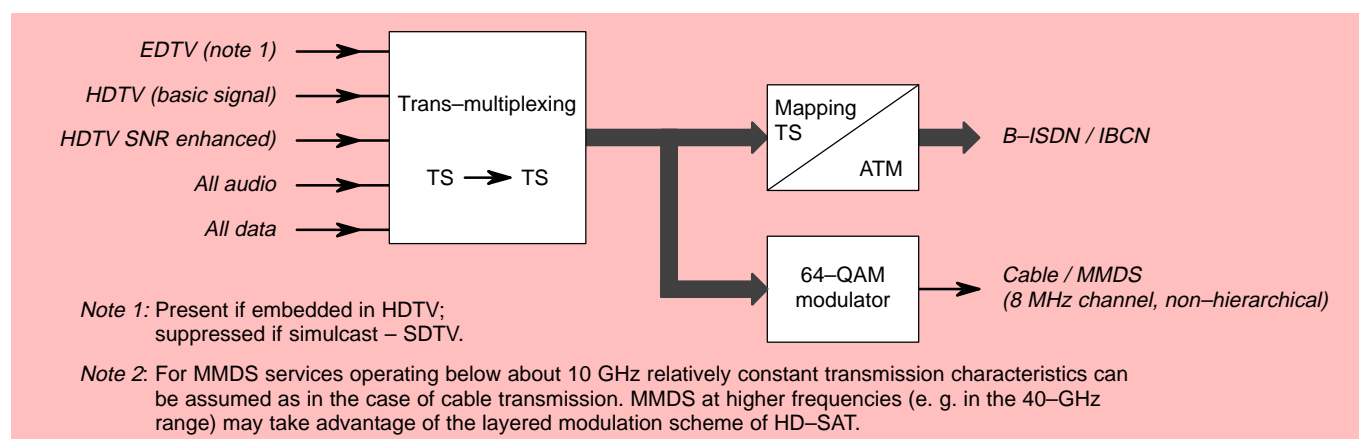 EDTV (note 1)
HDTV (basic signal)
HDTV SNR enhanced)
All audio
All data
Trans–multiplexing
TS TS
Mapping
TS
ATM
B–ISDN / IBCN
64–QAM
modulator
Cable / MMDS
(8 MHz channel, non–hierarchical)
Note 1: Present if embedded in HDTV;
suppressed if simulcast – SDTV.
Note 2: For MMDS services operating below about 10 GHz relatively constant transmission characteristics can
be assumed as in the case of cable transmission. MMDS at higher frequencies (e. g. in the 40–GHz
range) may take advantage of the layered modulation scheme of HD–SAT.